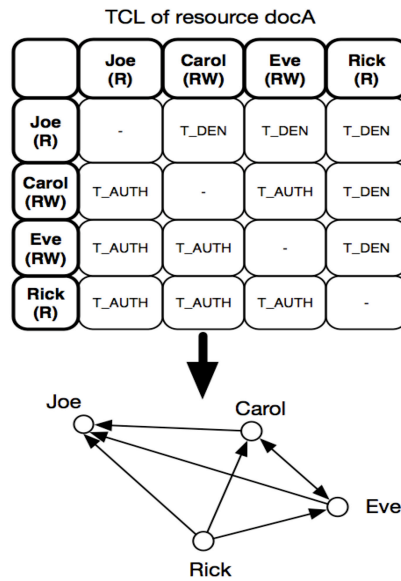 TCL of resource docA
Joe (R) Carol (RW) Eve (RW) Rick (R)
Joe (R) - T_DEN T_DEN T_DEN
Carol (RW) T_AUTH - T_AUTH T_DEN
Eve (RW) T_AUTH T_AUTH - T_DEN
Rick (R) T_AUTH T_AUTH T_AUTH -
Joe
Carol
Eve
Rick